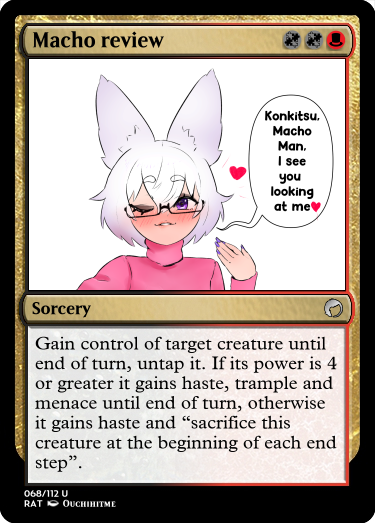 Macho review
Konkitsu,
Macho
Man,
I see
you
looking
at me♥
Sorcery
Gain control of target creature until
end of turn, untap it. If its power is 4
or greater it gains haste, trample and
menace until end of turn, otherwise
it gains haste and “sacrifice this
creature at the beginning of each end
step”.
068/112 U
RAT Ouchihitme